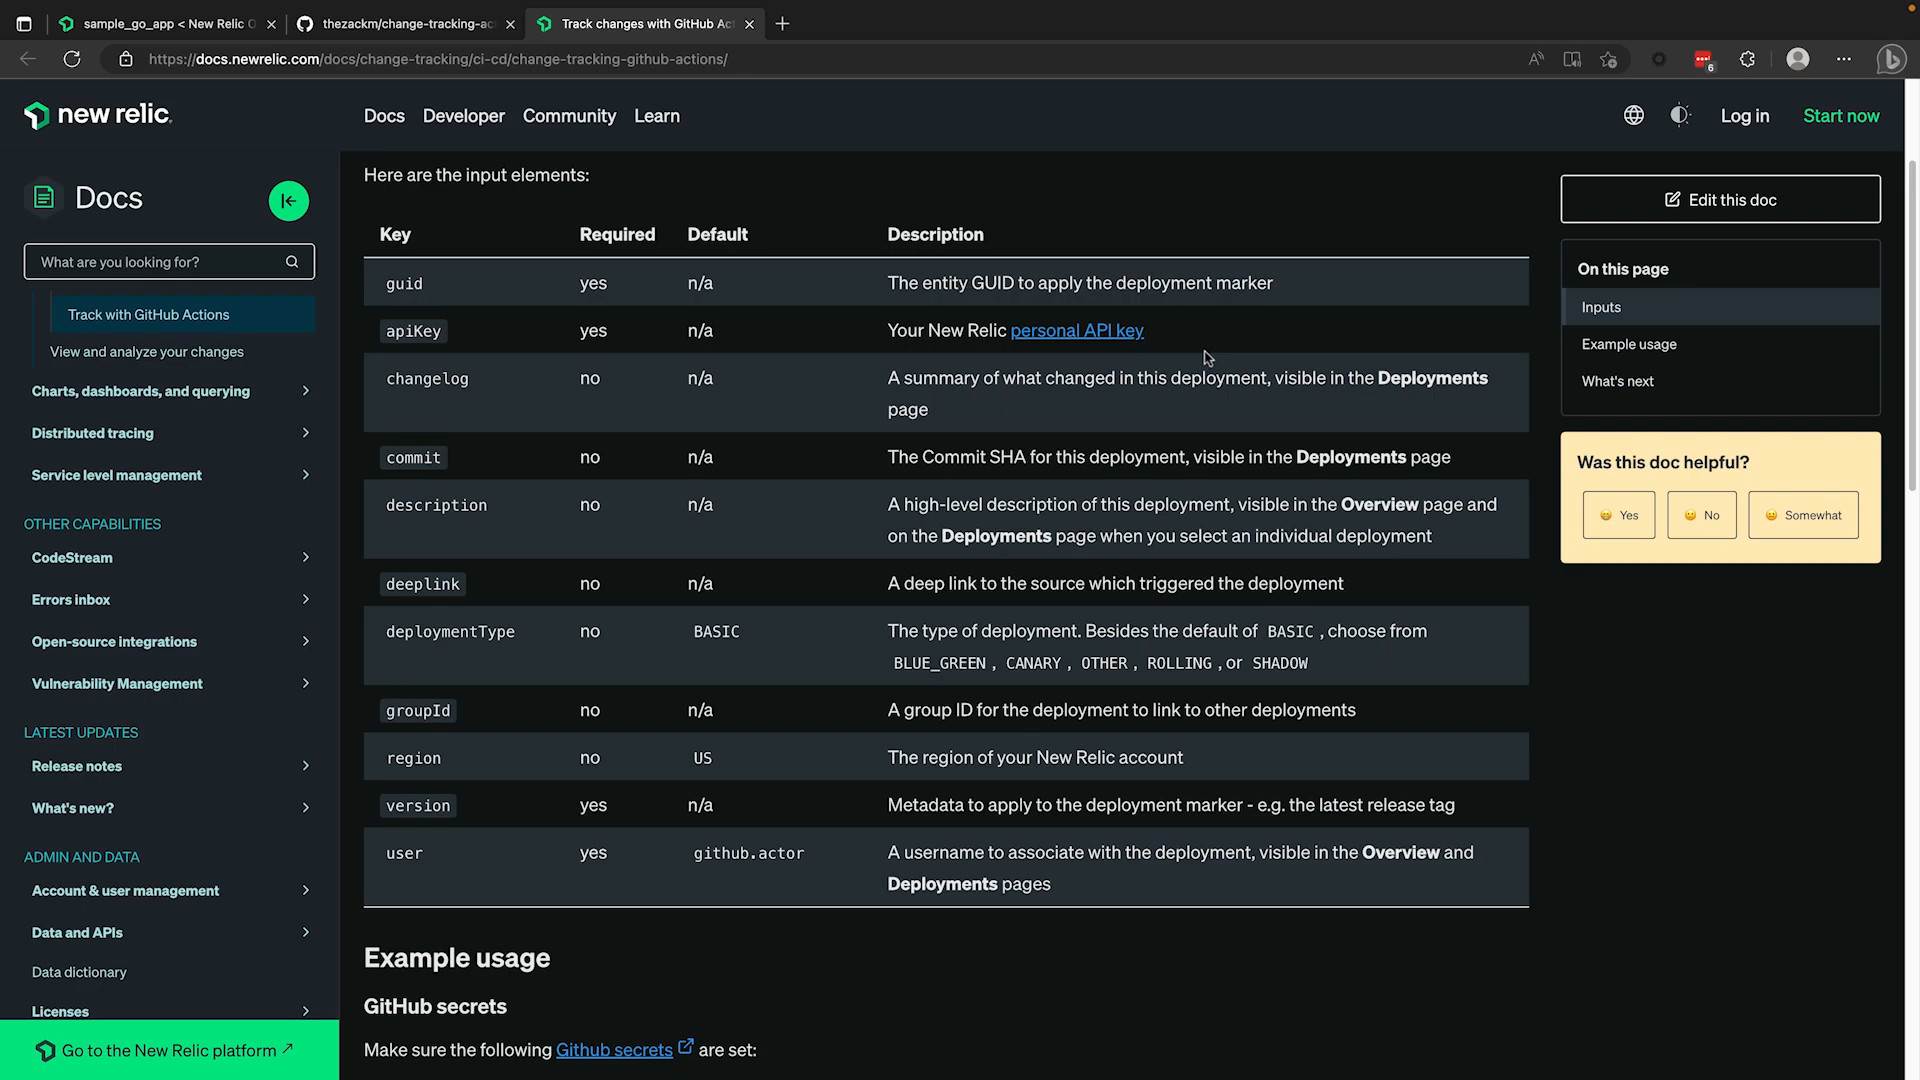 sample_go_app < New Relic O
thezackm/change-tracking-ac
Track changes with GitHub Act
https://docs.newrelic.com/docs/change-tracking/ci-cd/change-tracking-github-actions/
6
new relic
Docs
Developer
Community
Learn
Log in
Start now
Docs
What are you looking for?
Track with GitHub Actions
View and analyze your changes
Charts, dashboards, and querying
Distributed tracing
Service level management
OTHER CAPABILITIES
CodeStream
Errors inbox
Open-source integrations
Vulnerability Management
LATEST UPDATES
Release notes
What's new?
ADMIN AND DATA
Account & user management
Data and APIs
Data dictionary
Licenses
Go to the New Relic platform
Here are the input elements:
Key Required Default Description
guid yes n/a The entity GUID to apply the deployment marker
apiKey yes n/a Your New Relic personal API key
changelog no n/a A summary of what changed in this deployment, visible in the Deployments
page
commit no n/a The Commit SHA for this deployment, visible in the Deployments page
description no n/a A high-level description of this deployment, visible in the Overview page and
on the Deployments page when you select an individual deployment
deeplink no n/a A deep link to the source which triggered the deployment
deploymentType no BASIC The type of deployment. Besides the default of BASIC , choose from
BLUE_GREEN , CANARY , OTHER , ROLLING , or SHADOW
groupId no n/a A group ID for the deployment to link to other deployments
region no US The region of your New Relic account
version yes n/a Metadata to apply to the deployment marker - e.g. the latest release tag
user yes github.actor A username to associate with the deployment, visible in the Overview and
Deployments pages
Example usage
GitHub secrets
Make sure the following Github secrets are set:
Edit this doc
On this page
Inputs
Example usage
What's next
Was this doc helpful?
Yes
No
Somewhat